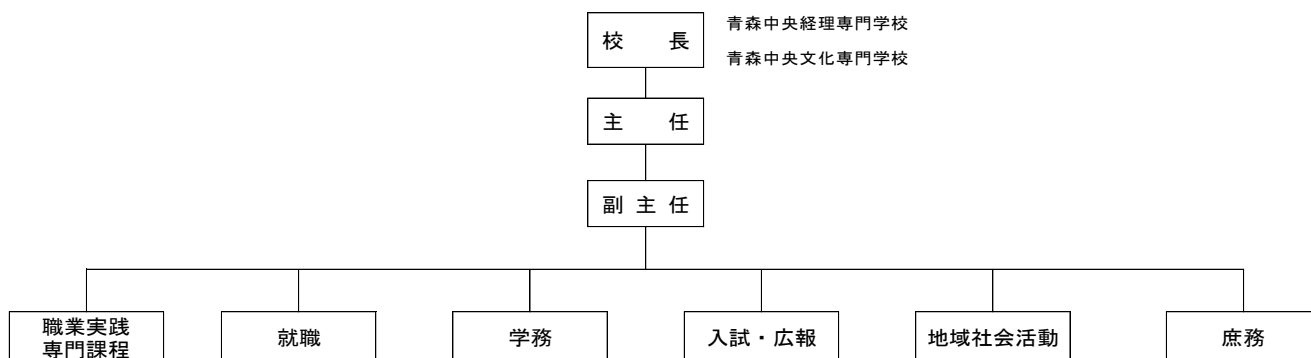 校　長
青森中央経理専門学校
青森中央文化専門学校
主　任
副 主 任
職業実践
専門課程
就職
学務
入試・広報
地域社会活動
庶務